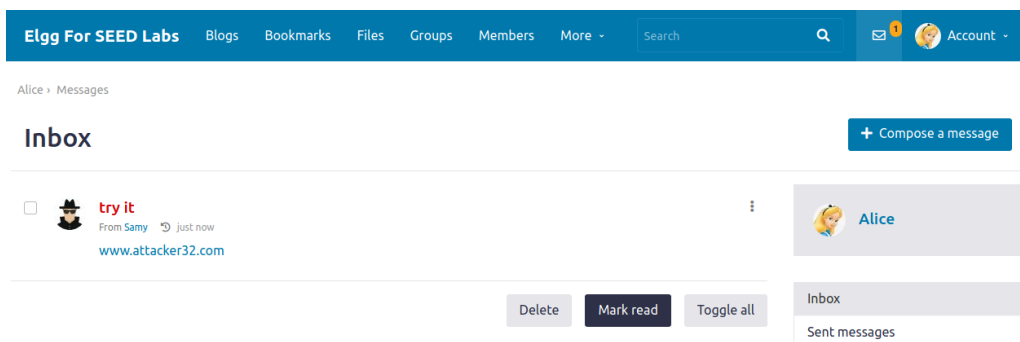 Elgg For SEED Labs Blogs Bookmarks Files Groups Members More Search 1 Account
Alice › Messages
Inbox
+ Compose a message
try it
From Samy just now
www.attacker32.com
Alice
Delete Mark read Toggle all
Inbox
Sent messages